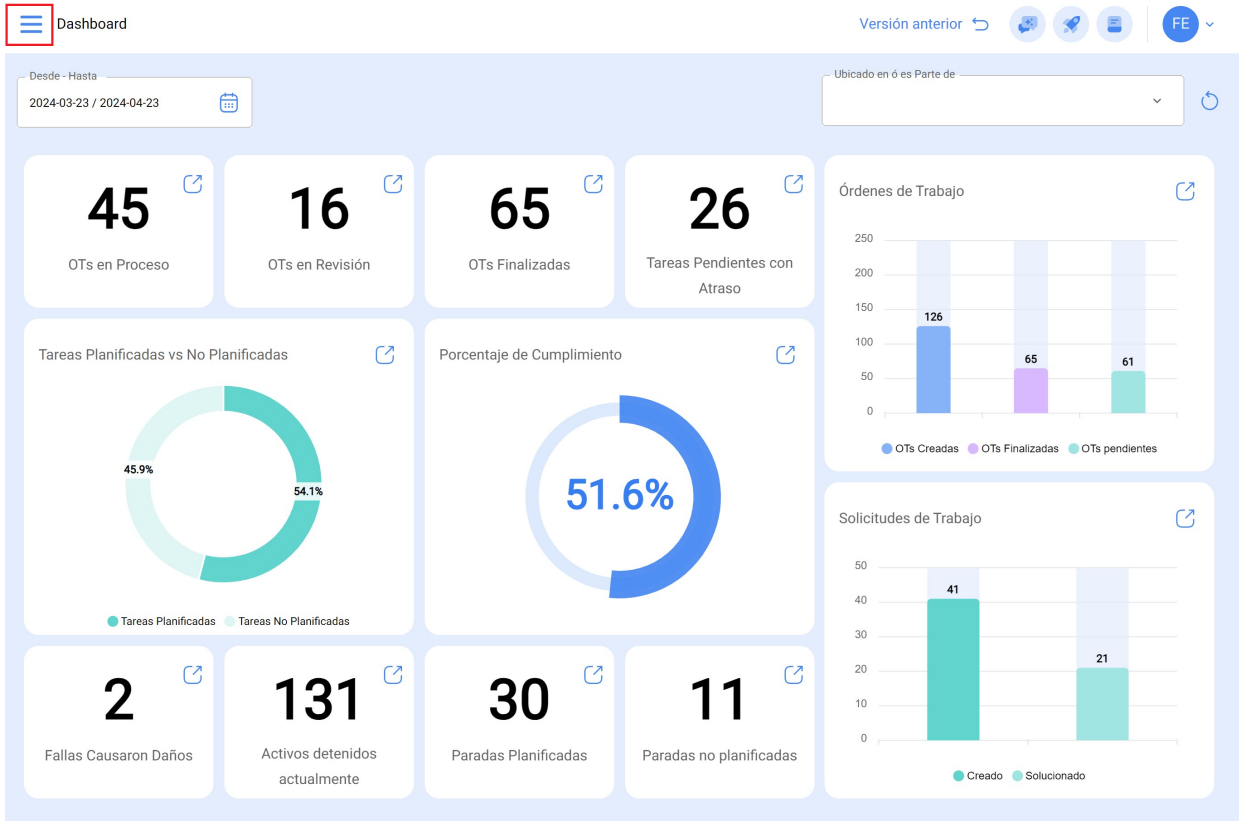 Dashboard
Versión anterior
FE
Desde - Hasta
2024-03-23 / 2024-04-23
Ubicado en ó es Parte de
45
OTs en Proceso
16
OTs en Revisión
65
OTs Finalizadas
26
Tareas Pendientes con
Atraso
Órdenes de Trabajo
250
200
150
100
50
0
126
65
61
OTs Creadas
OTs Finalizadas
OTs pendientes
Tareas Planificadas vs No Planificadas
45.9%
54.1%
Tareas Planificadas
Tareas No Planificadas
Porcentaje de Cumplimiento
51.6%
Solicitudes de Trabajo
50
40
30
20
10
0
41
21
Creado
Solucionado
2
Fallas Causaron Daños
131
Activos detenidos
actualmente
30
Paradas Planificadas
11
Paradas no planificadas